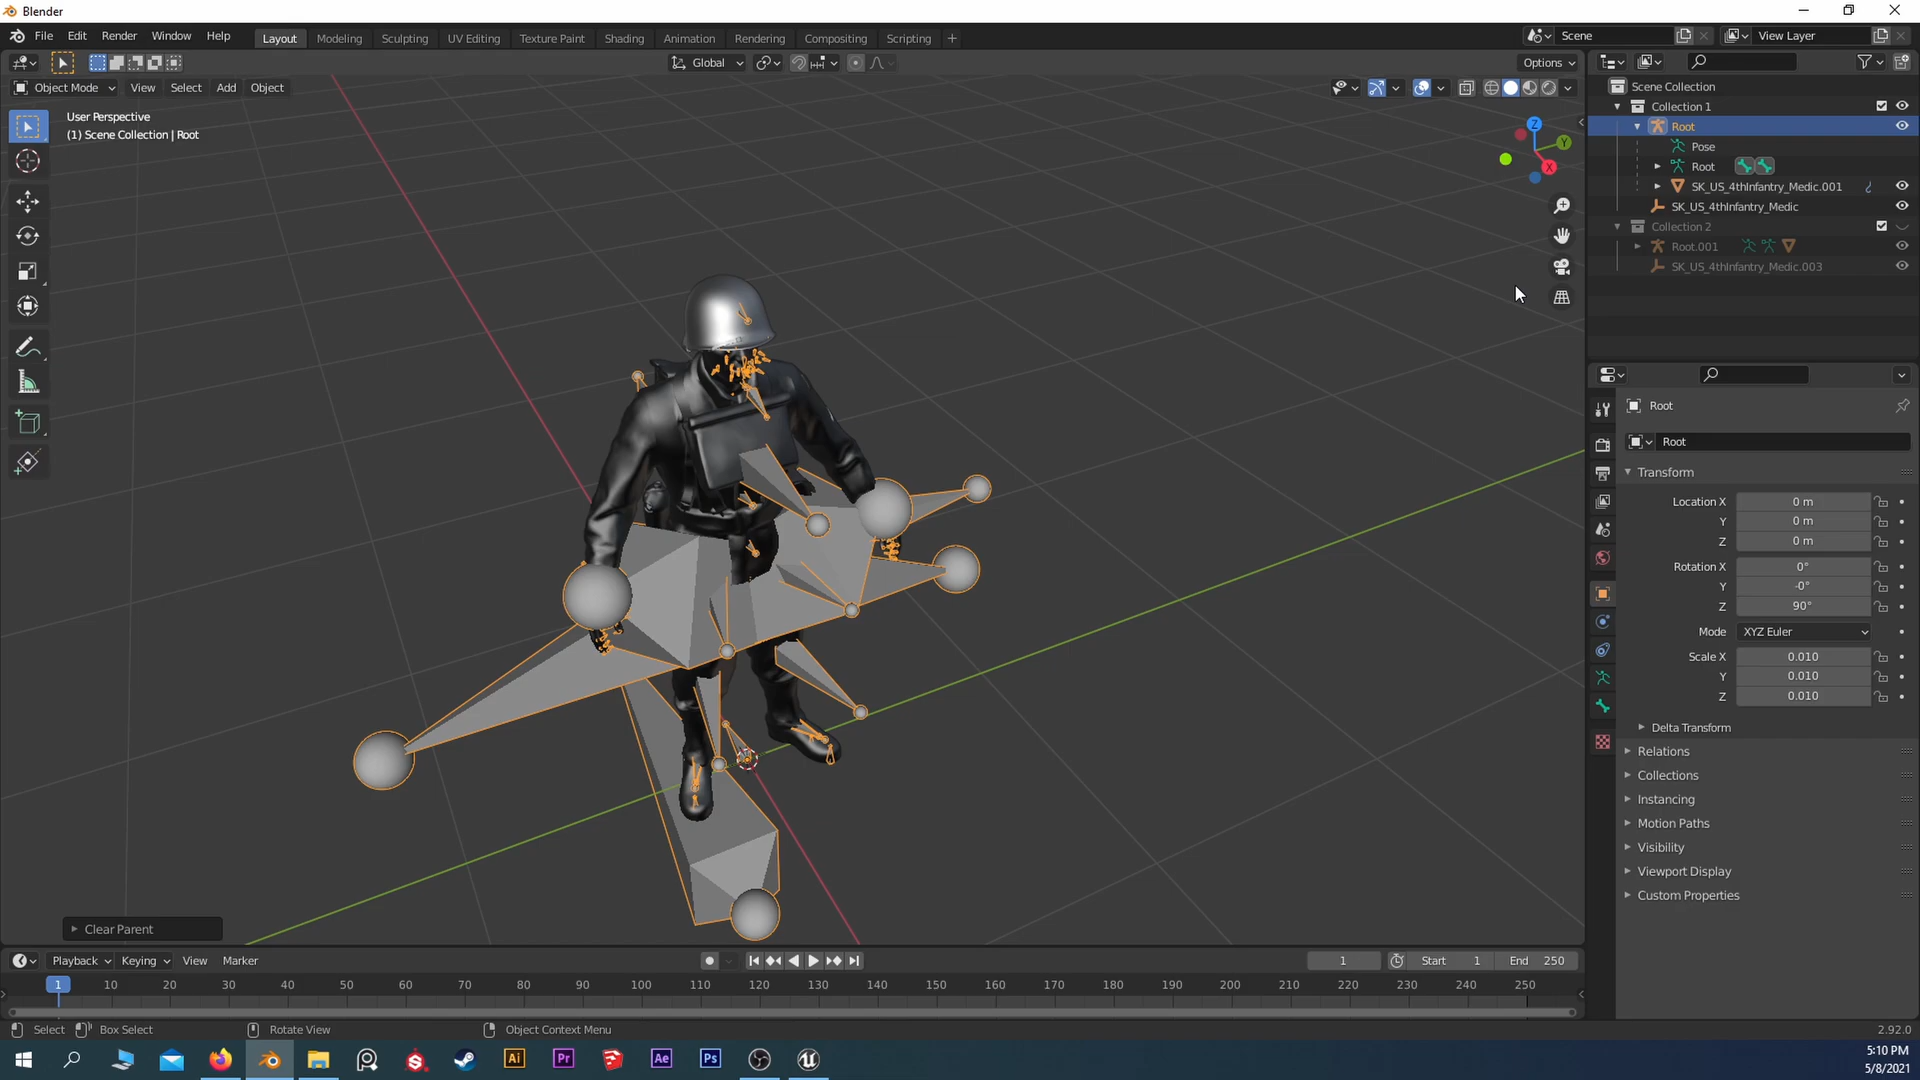 Blender
File Edit Render Window Help
Layout Modeling Sculpting UV Editing Texture Paint Shading Animation Rendering Compositing Scripting +
Scene
View Layer
Global
Options
Object Mode View Select Add Object
User Perspective
(1) Scene Collection | Root
Z
Y
X
Scene Collection
Collection 1
Root
Pose
Root
SK_US_4thInfantry_Medic.001
SK_US_4thInfantry_Medic
Collection 2
Root.001
SK_US_4thInfantry_Medic.003
Root
Root
Transform
Location X 0 m
Y 0 m
Z 0 m
Rotation X 0°
Y -0°
Z 90°
Mode XYZ Euler
Scale X 0.010
Y 0.010
Z 0.010
Delta Transform
Relations
Collections
Instancing
Motion Paths
Visibility
Viewport Display
Custom Properties
Clear Parent
Playback Keying View Marker
1 Start 1 End 250
1 10 20 30 40 50 60 70 80 90 100 110 120 130 140 150 160 170 180 190 200 210 220 230 240 250
Select Box Select Rotate View Object Context Menu 2.92.0
Ai Pr Ae Ps
5:10 PM
5/8/2021